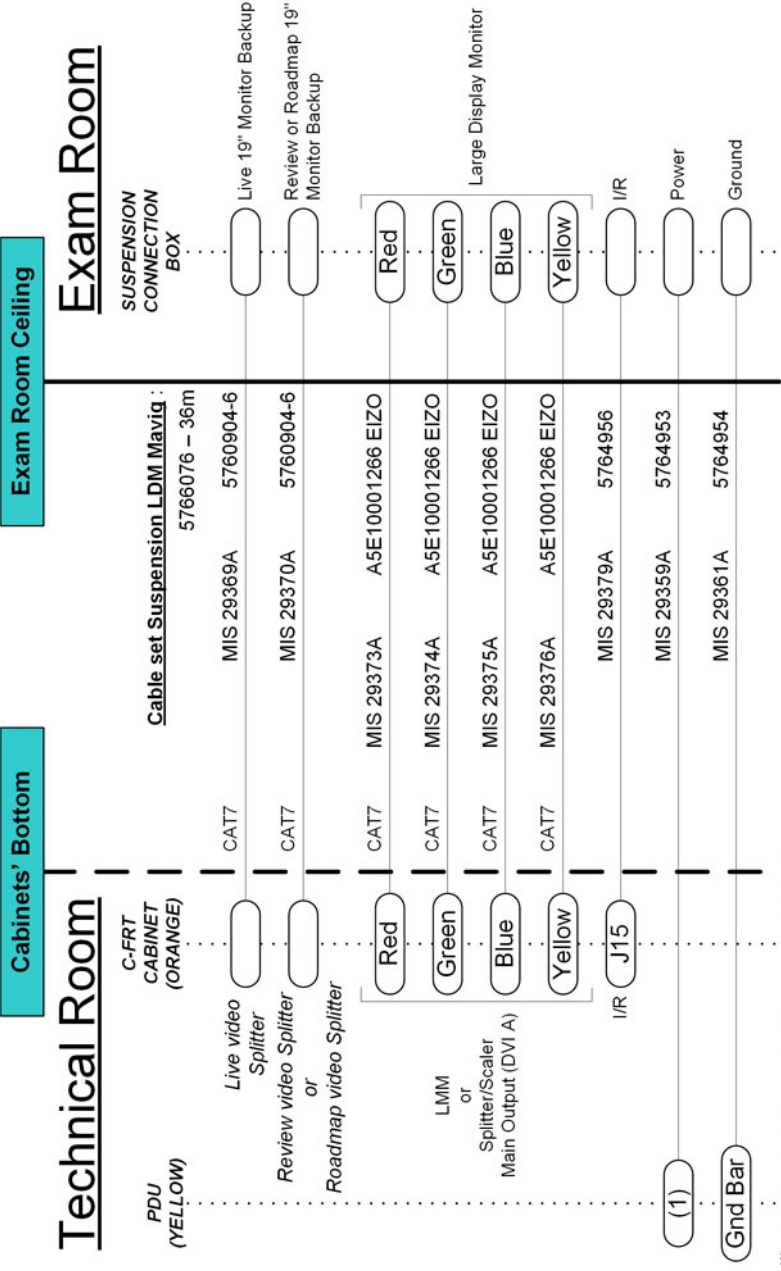 Cabinets' Bottom
Exam Room Ceiling
Technical Room
Exam Room
PDU
(YELLOW)
C-FRT
CABINET
(ORANGE)
SUSPENSION
CONNECTION
BOX
Cable set Suspension LDM Maviq :
5766076 – 36m
Live video
Splitter
CAT7
MIS 29369A
5760904-6
Live 19" Monitor Backup
Review video Splitter
or
Roadmap video Splitter
CAT7
MIS 29370A
5760904-6
Review or Roadmap 19"
Monitor Backup
LMM
or
Splitter/Scaler
Main Output (DVI A)
Red
CAT7
MIS 29373A
A5E10001266 EIZO
Red
Green
CAT7
MIS 29374A
A5E10001266 EIZO
Green
Blue
CAT7
MIS 29375A
A5E10001266 EIZO
Blue
Yellow
CAT7
MIS 29376A
A5E10001266 EIZO
Yellow
Large Display Monitor
I/R
J15
MIS 29379A
5764956
I/R
(1)
MIS 29359A
5764953
Power
Gnd Bar
MIS 29361A
5764954
Ground